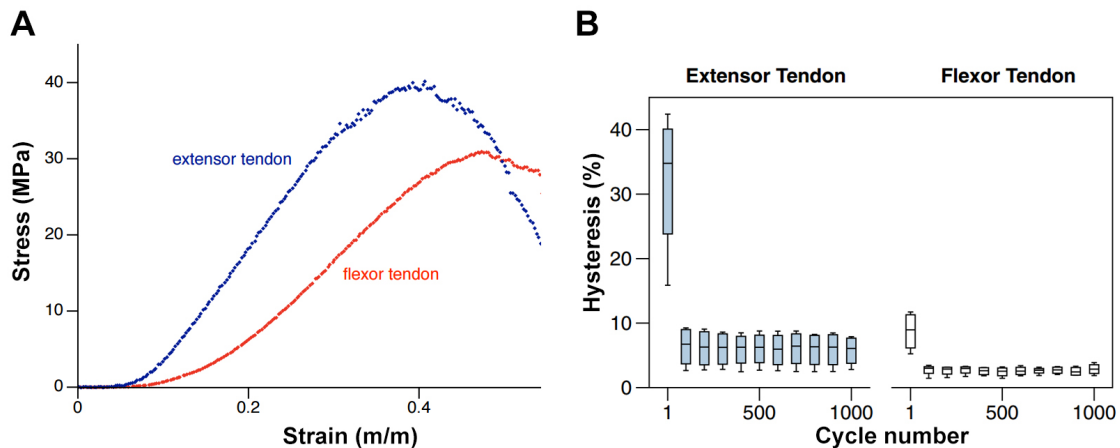 A
Stress (MPa)
40
30
20
10
0
extensor tendon
flexor tendon
0
0.2
0.4
Strain (m/m)
B
Extensor Tendon
Flexor Tendon
Hysteresis (%)
40
30
20
10
0
1
500
1000
1
500
1000
Cycle number